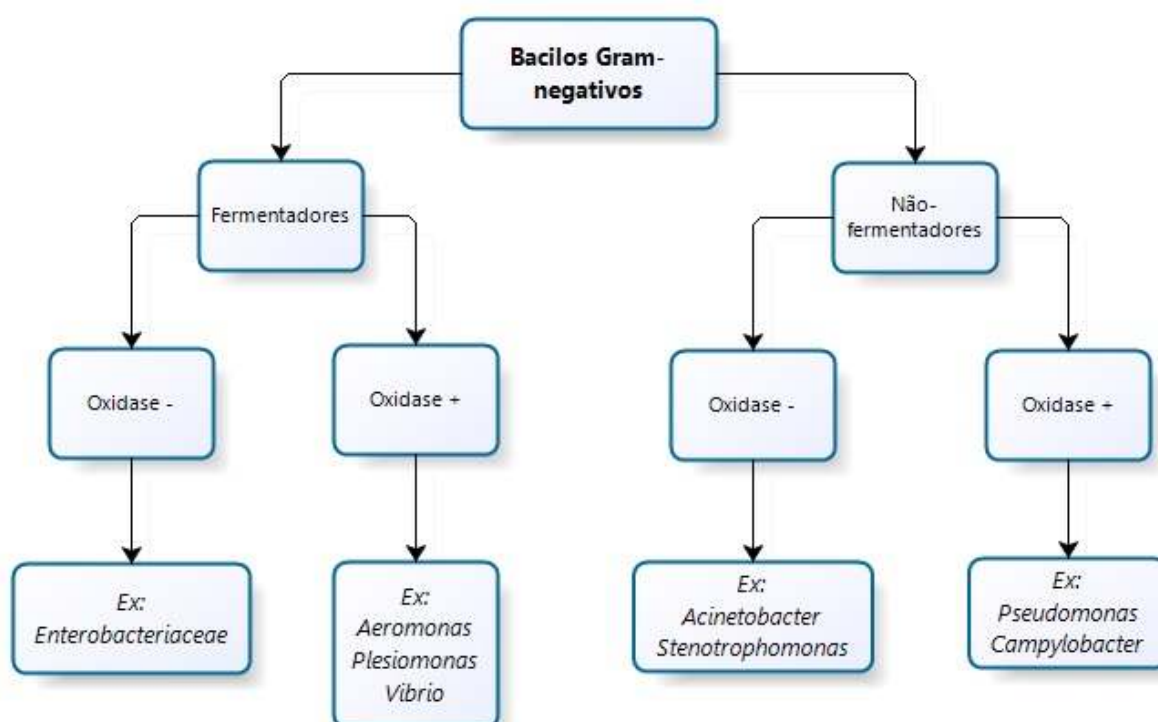 Bacilos Gram-
negativos
Fermentadores
Não-
fermentadores
Oxidase -
Oxidase +
Oxidase -
Oxidase +
Ex:
Enterobacteriaceae
Ex:
Aeromonas
Plesiomonas
Vibrio
Ex:
Acinetobacter
Stenotrophomonas
Ex:
Pseudomonas
Campylobacter